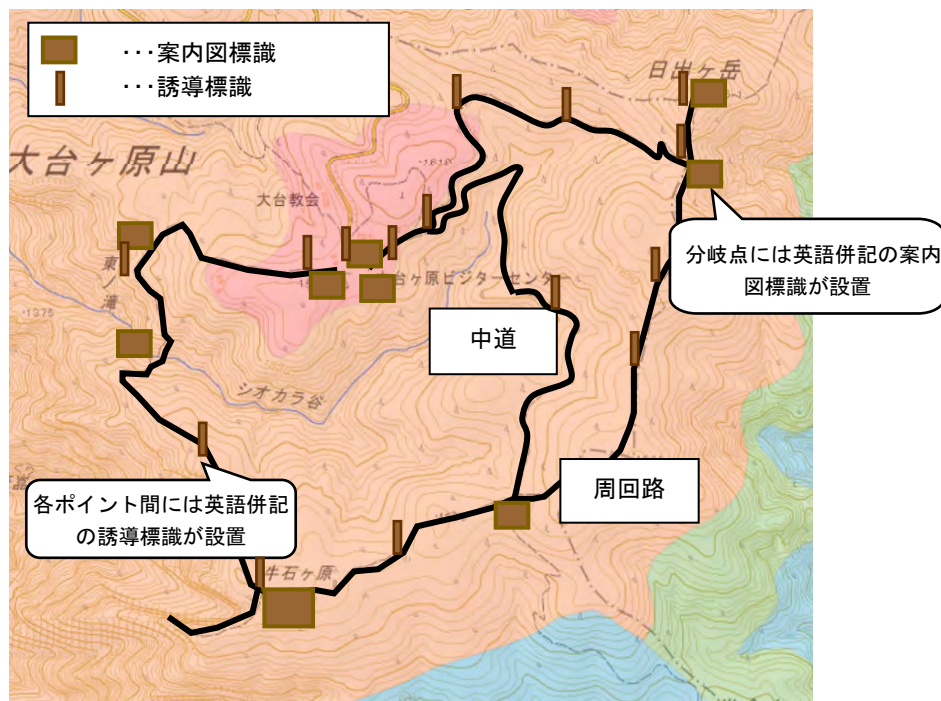 ・・・案内図標識
・・・誘導標識
日出ヶ岳
大台ヶ原山
大台教会
分岐点には英語併記の案内
図標識が設置
東ノ滝
台ヶ原ビジターセンター
・1375
中道
シオカラ谷
周回路
各ポイント間には英語併記
の誘導標識が設置
牛石ヶ原